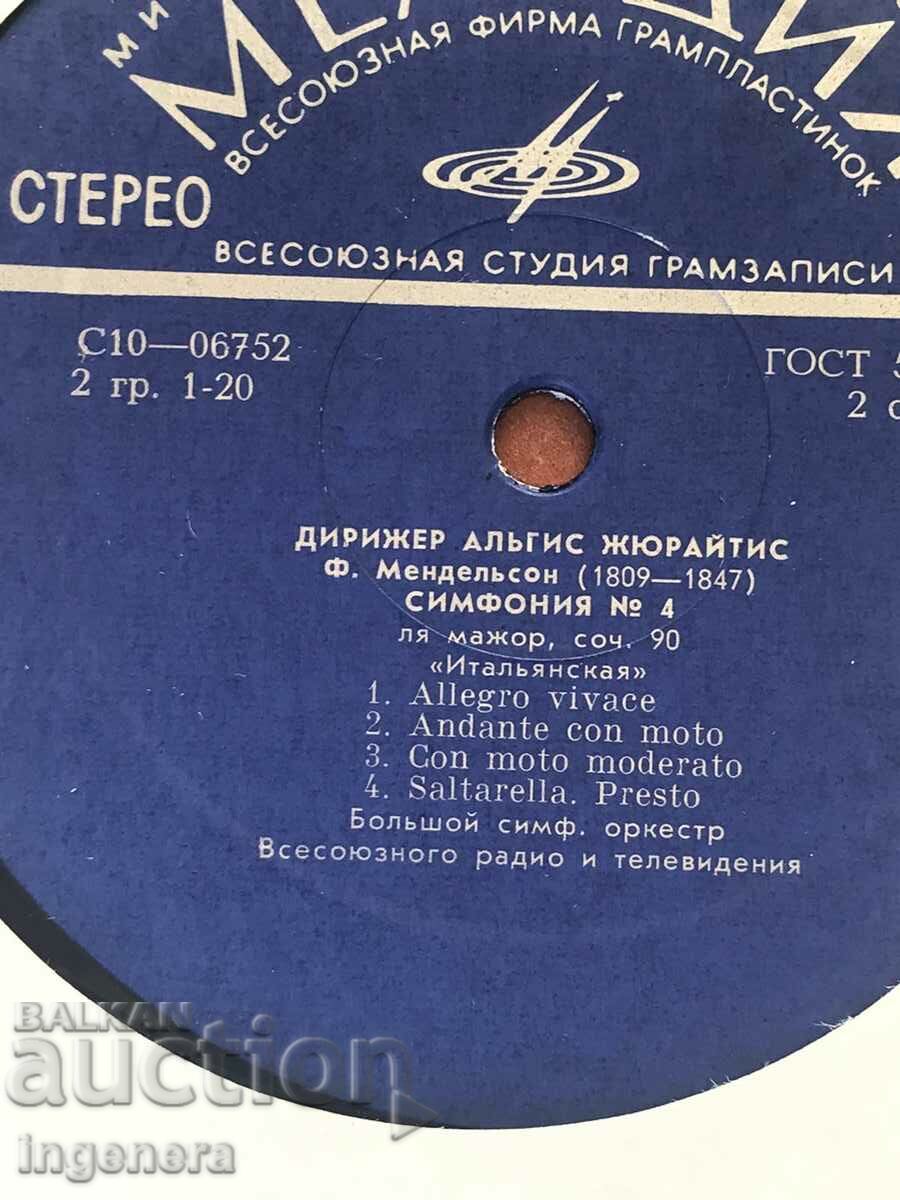 ВСЕСОЮЗНАЯ ФИРМА ГРАМПЛАСТИНОК
СТЕРЕО
ВСЕСОЮЗНАЯ СТУДИЯ ГРАМЗАПИСИ
С10—06752
ГОСТ 5
2 гр. 1-20
2
ДИРИЖЕР АЛЬГИС ЖЮРАЙТИС
Ф. Мендельсон (1809—1847)
СИМФОНИЯ № 4
ля мажор, соч. 90
«Итальянская»
1. Allegro vivace
2. Andante con moto
3. Con moto moderato
4. Saltarella. Presto
Большой симф. оркестр
Всесоюзного радио и телевидения
BALKAN
auction
ingenera